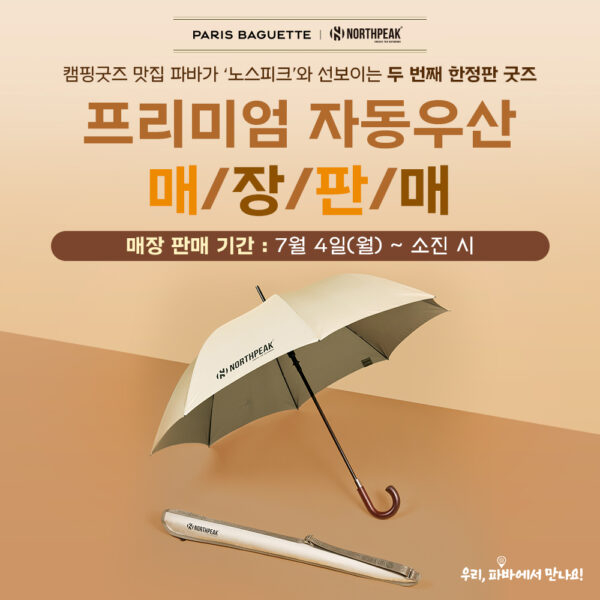 PARIS BAGUETTE | NORTHPEAK
캠핑굿즈 맛집 파바가 ‘노스피크’와 선보이는 두 번째 한정판 굿즈
프리미엄 자동우산
매/장/판/매
매장 판매 기간 : 7월 4일(월) ~ 소진 시
NORTHPEAK
NORTHPEAK
우리, 파바에서 만나요!